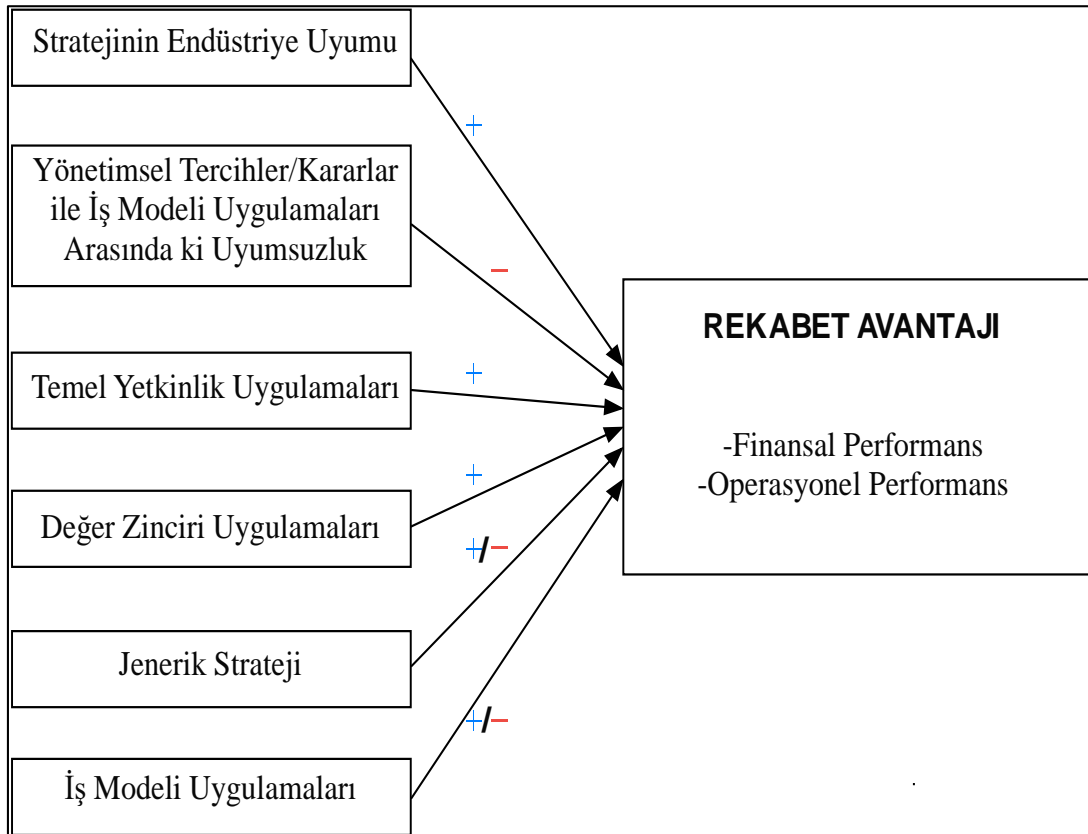 Stratejinin Endüstriye Uyumu
+
Yönetimsel Tercihler/Kararlar
ile İş Modeli Uygulamaları
Arasında ki Uyumsuzluk
−
Temel Yetkinlik Uygulamaları
+
Değer Zinciri Uygulamaları
+
Jenerik Strateji
+/−
İş Modeli Uygulamaları
+/−
REKABET AVANTAJI
-Finansal Performans
-Operasyonel Performans